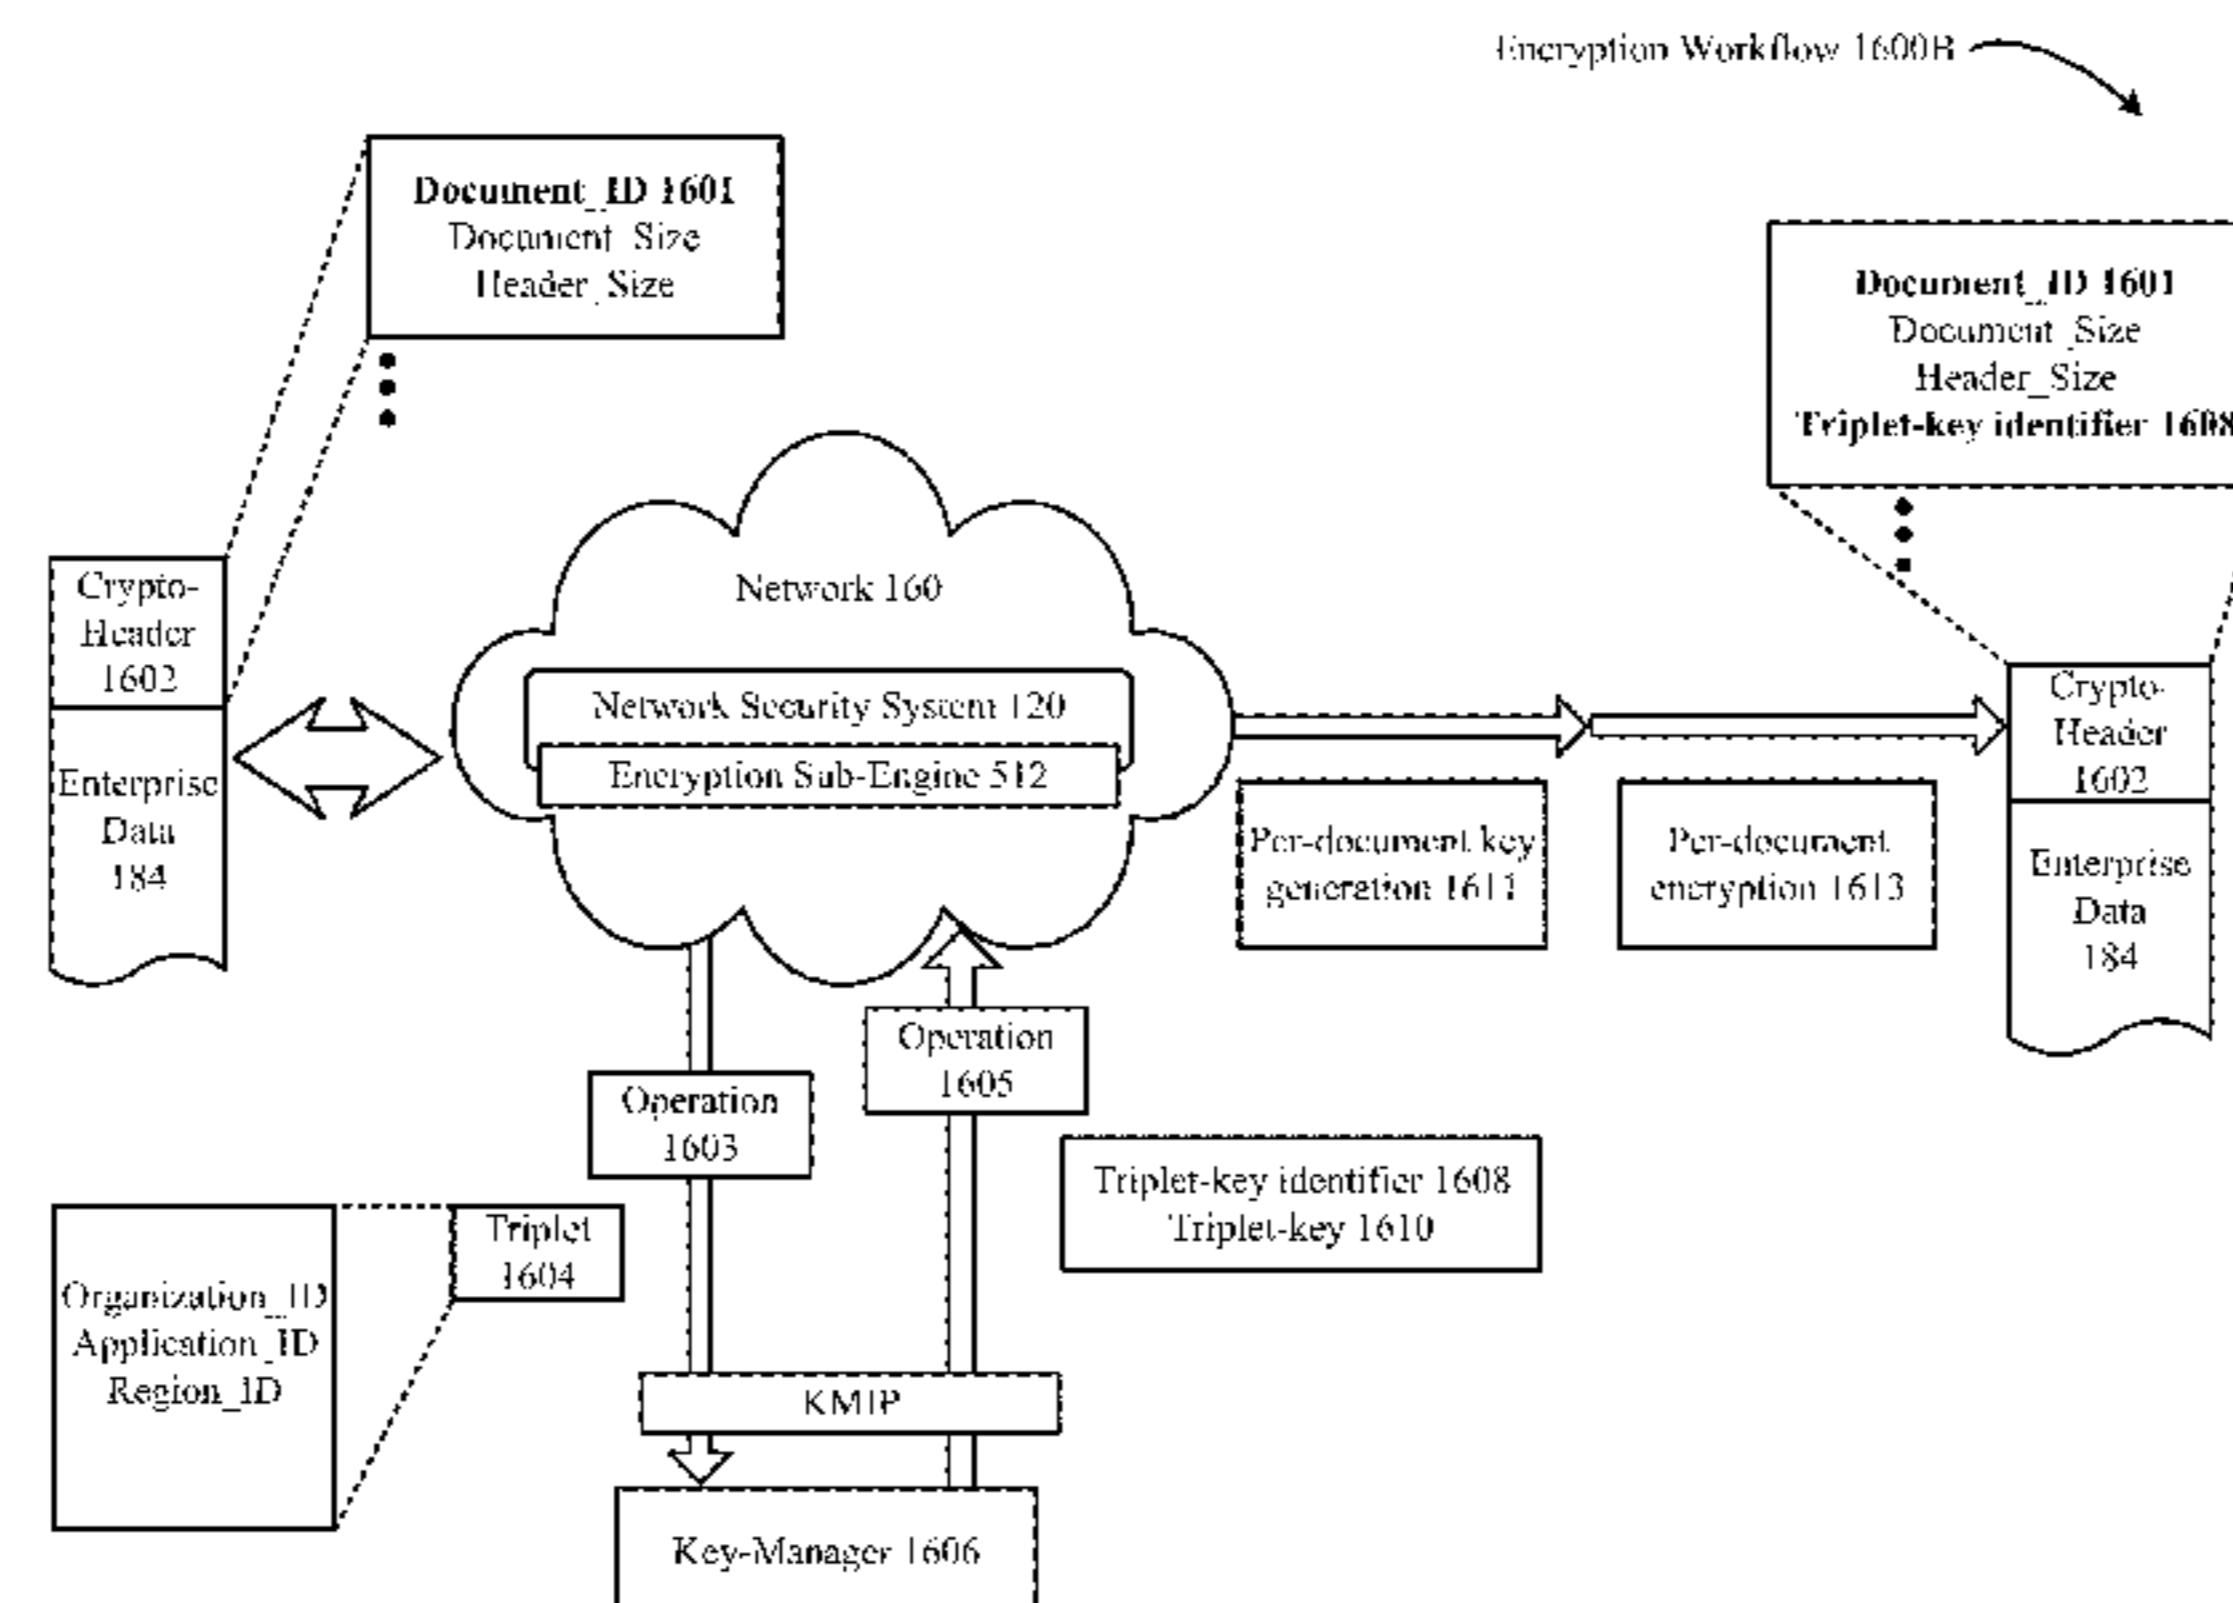 Encryption Workflow 1600B
Document_ID 1601
Document_Size
Header_Size
Document_ID 1601
Document_Size
Header_Size
Triplet-key identifier 1608
Crypto-
Header
1602
Enterprise
Data
184
Network 160
Network Security System 120
Encryption Sub-Engine 512
Per-document key
generation 1611
Per-document
encryption 1613
Crypto-
Header
1602
Enterprise
Data
184
Operation
1603
Operation
1605
Triplet-key identifier 1608
Triplet-key 1610
Triplet
1604
Organization_ID
Application_ID
Region_ID
KMIP
Key-Manager 1606